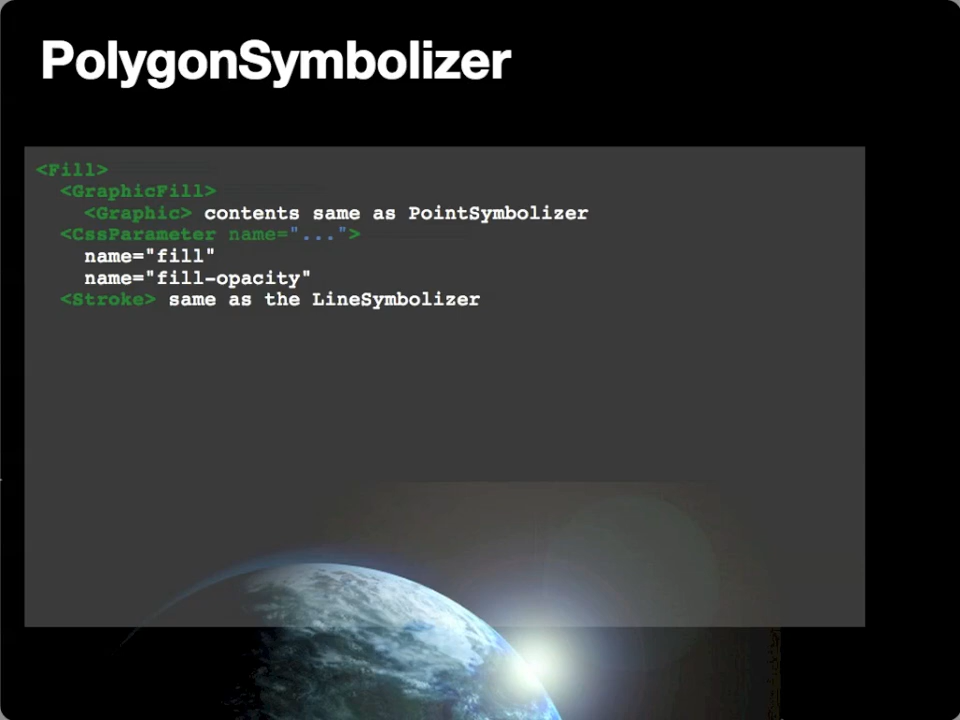 PolygonSymbolizer
<Fill>
<GraphicFill>
<Graphic> contents same as PointSymbolizer
<CssParameter name="...">
name="fill"
name="fill-opacity"
<Stroke> same as the LineSymbolizer